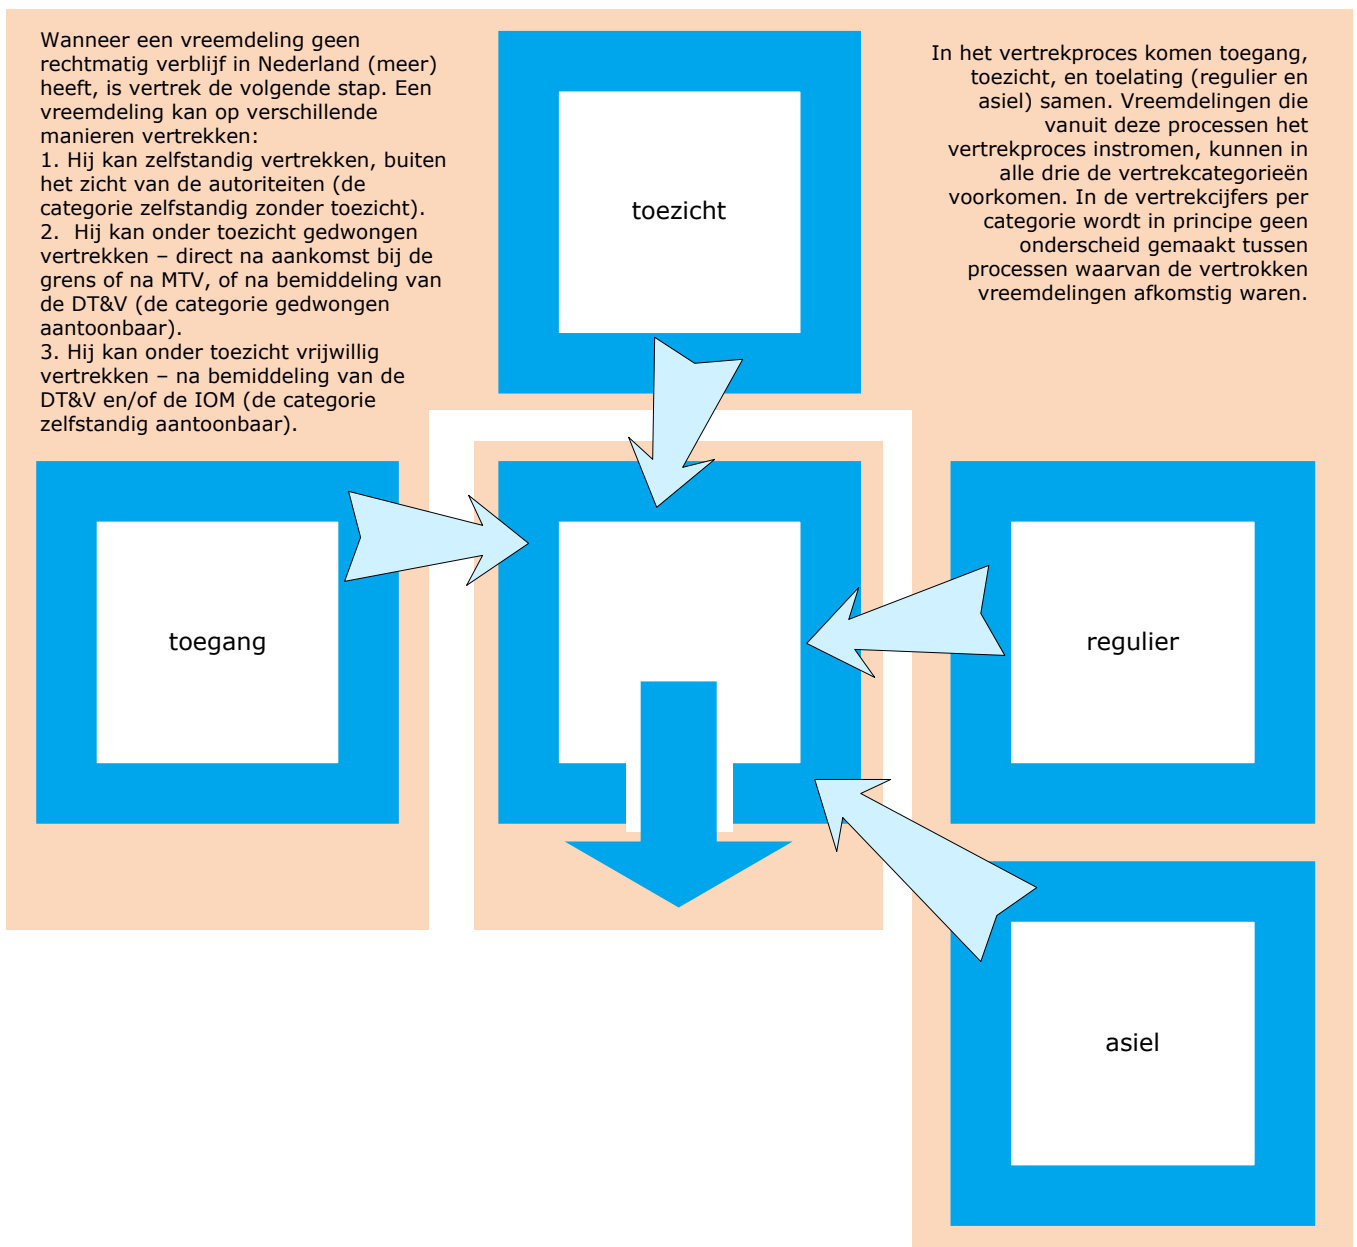 Wanneer een vreemdeling geen
rechtmatig verblijf in Nederland (meer)
heeft, is vertrek de volgende stap. Een
vreemdeling kan op verschillende
manieren vertrekken:
1. Hij kan zelfstandig vertrekken, buiten
het zicht van de autoriteiten (de
categorie zelfstandig zonder toezicht).
2.  Hij kan onder toezicht gedwongen
vertrekken – direct na aankomst bij de
grens of na MTV, of na bemiddeling van
de DT&V (de categorie gedwongen
aantoonbaar).
3. Hij kan onder toezicht vrijwillig
vertrekken – na bemiddeling van de
DT&V en/of de IOM (de categorie
zelfstandig aantoonbaar).
toezicht
In het vertrekproces komen toegang,
toezicht, en toelating (regulier en
asiel) samen. Vreemdelingen die
vanuit deze processen het
vertrekproces instromen, kunnen in
alle drie de vertrekcategorieën
voorkomen. In de vertrekcijfers per
categorie wordt in principe geen
onderscheid gemaakt tussen
processen waarvan de vertrokken
vreemdelingen afkomstig waren.
toegang
regulier
asiel